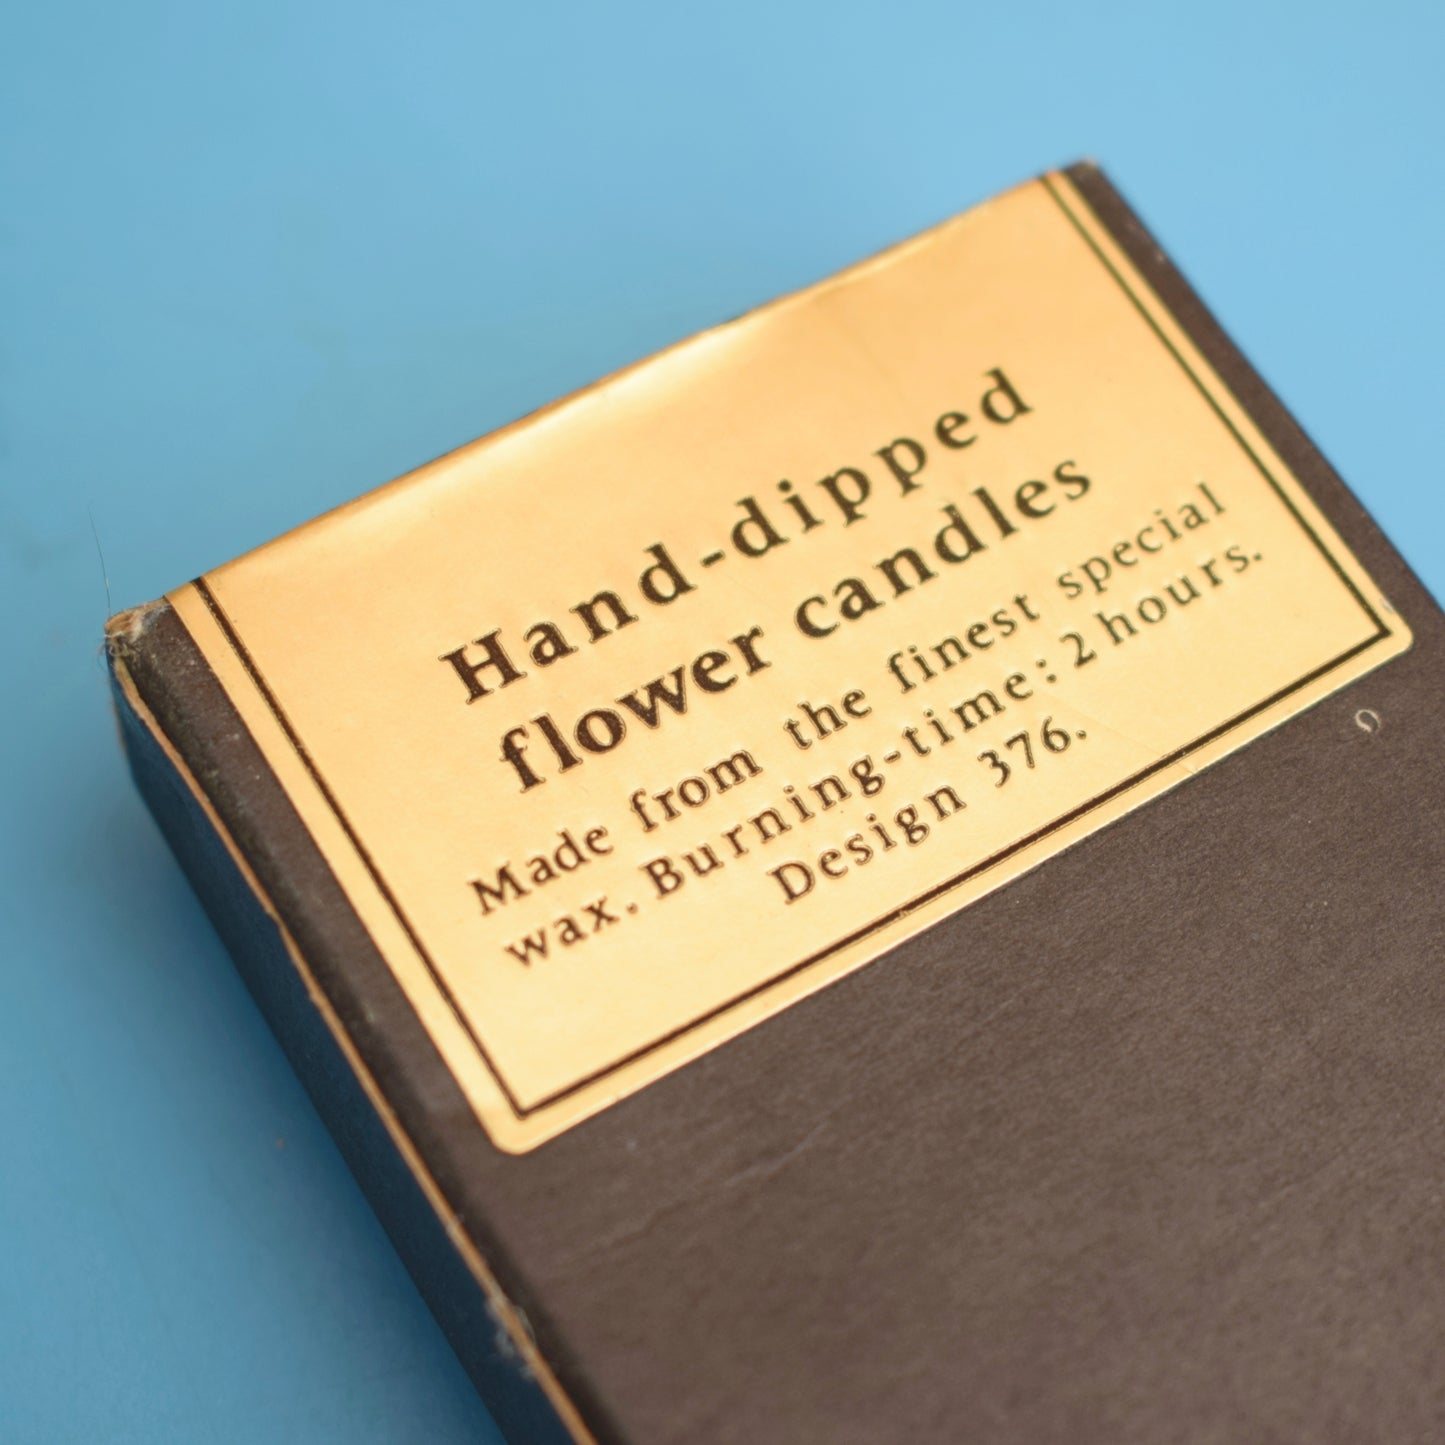 Hand-dipped
flower candles
Made from the finest special
wax. Burning-time: 2 hours.
Design 376.